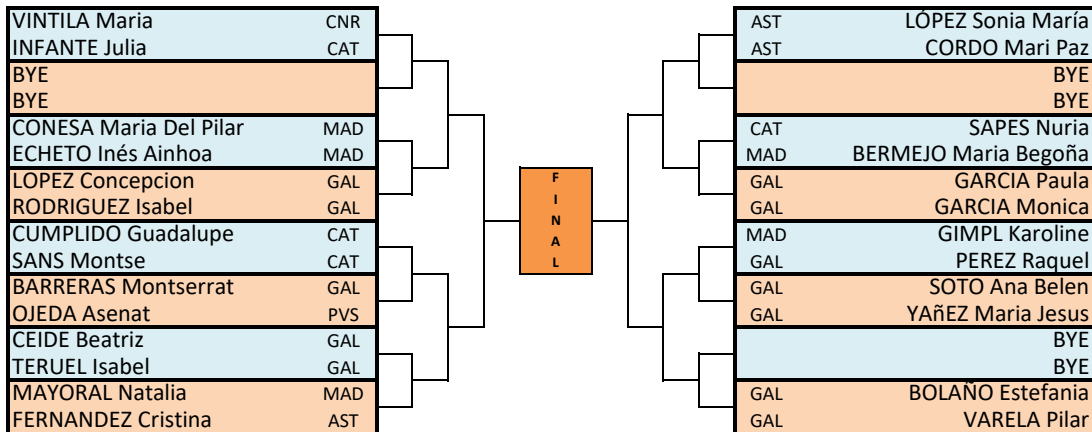 VINTILA Maria CNR
INFANTE Julia CAT
BYE
BYE
CONESA Maria Del Pilar MAD
ECHETO Inés Ainhoa MAD
LOPEZ Concepcion GAL
RODRIGUEZ Isabel GAL
CUMPLIDO Guadalupe CAT
SANS Montse CAT
BARRERAS Montserrat GAL
OJEDA Asenat PVS
CEIDE Beatriz GAL
TERUEL Isabel GAL
MAYORAL Natalia MAD
FERNANDEZ Cristina AST
F
I
N
A
L
AST LÓPEZ Sonia María
AST CORDO Mari Paz
BYE
BYE
CAT SAPES Nuria
MAD BERMEJO Maria Begoña
GAL GARCIA Paula
GAL GARCIA Monica
MAD GIMPL Karoline
GAL PEREZ Raquel
GAL SOTO Ana Belen
GAL YAñEZ Maria Jesus
BYE
BYE
GAL BOLAÑO Estefania
GAL VARELA Pilar